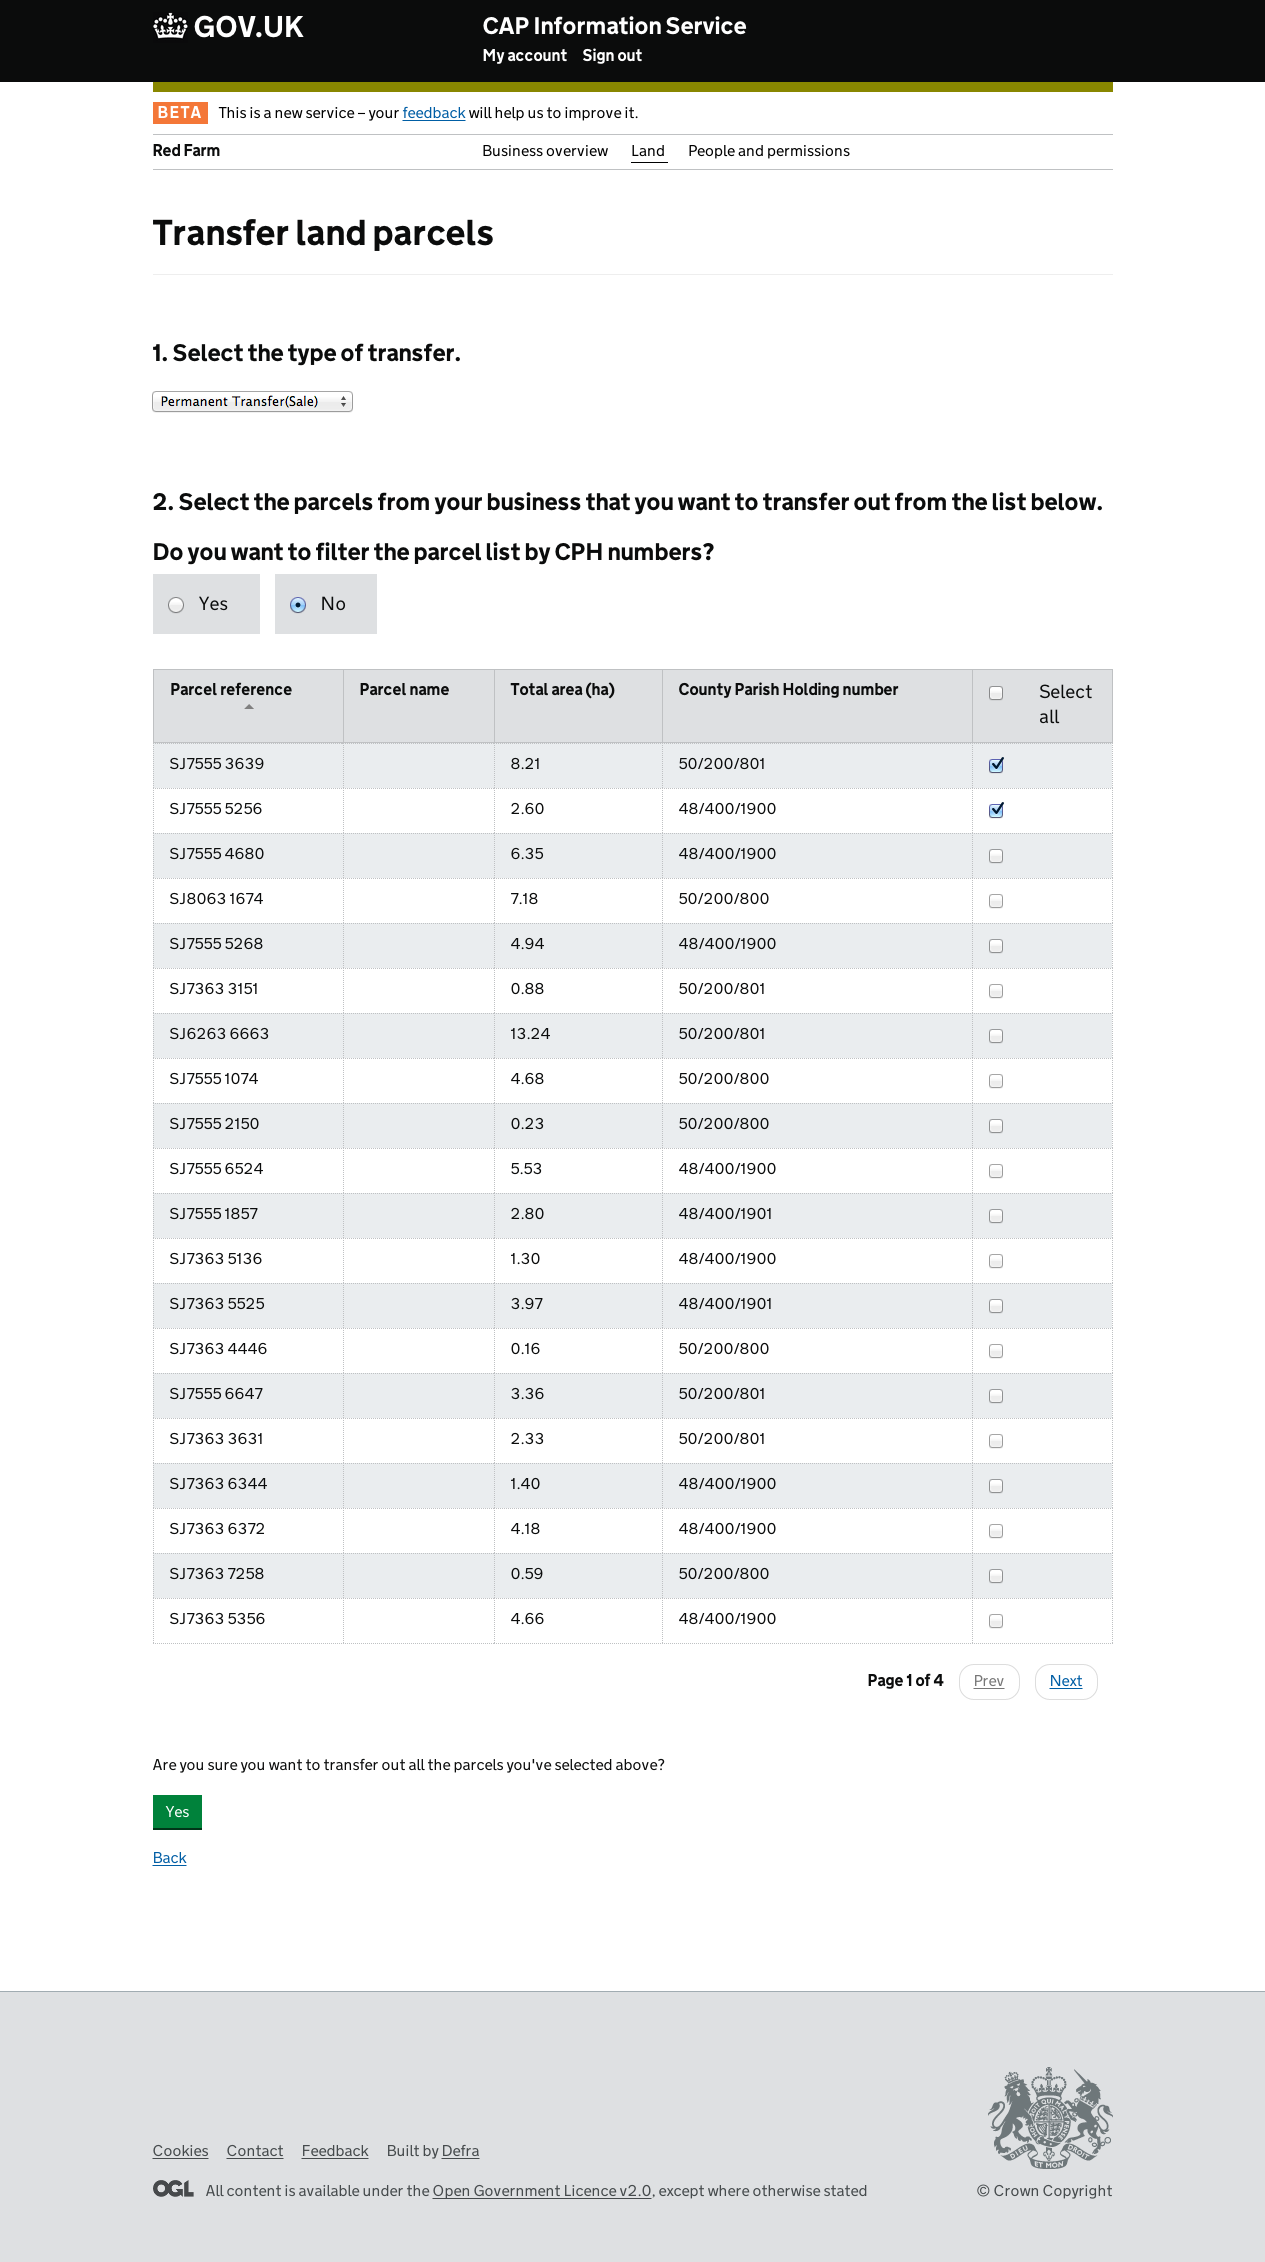 GOV.UK
CAP Information Service
My account Sign out
BETA This is a new service – your feedback will help us to improve it.
Red Farm Business overview Land People and permissions
Transfer land parcels
1. Select the type of transfer.
Permanent Transfer(Sale)
2. Select the parcels from your business that you want to transfer out from the list below.
Do you want to filter the parcel list by CPH numbers?
Yes No
Parcel reference Parcel name Total area (ha) County Parish Holding number Select all
SJ7555 3639 8.21 50/200/801
SJ7555 5256 2.60 48/400/1900
SJ7555 4680 6.35 48/400/1900
SJ8063 1674 7.18 50/200/800
SJ7555 5268 4.94 48/400/1900
SJ7363 3151 0.88 50/200/801
SJ6263 6663 13.24 50/200/801
SJ7555 1074 4.68 50/200/800
SJ7555 2150 0.23 50/200/800
SJ7555 6524 5.53 48/400/1900
SJ7555 1857 2.80 48/400/1901
SJ7363 5136 1.30 48/400/1900
SJ7363 5525 3.97 48/400/1901
SJ7363 4446 0.16 50/200/800
SJ7555 6647 3.36 50/200/801
SJ7363 3631 2.33 50/200/801
SJ7363 6344 1.40 48/400/1900
SJ7363 6372 4.18 48/400/1900
SJ7363 7258 0.59 50/200/800
SJ7363 5356 4.66 48/400/1900
Page 1 of 4 Prev Next
Are you sure you want to transfer out all the parcels you've selected above?
Yes
Back
Cookies Contact Feedback Built by Defra
OGL All content is available under the Open Government Licence v2.0, except where otherwise stated
DIEU ET MON DROIT
© Crown Copyright